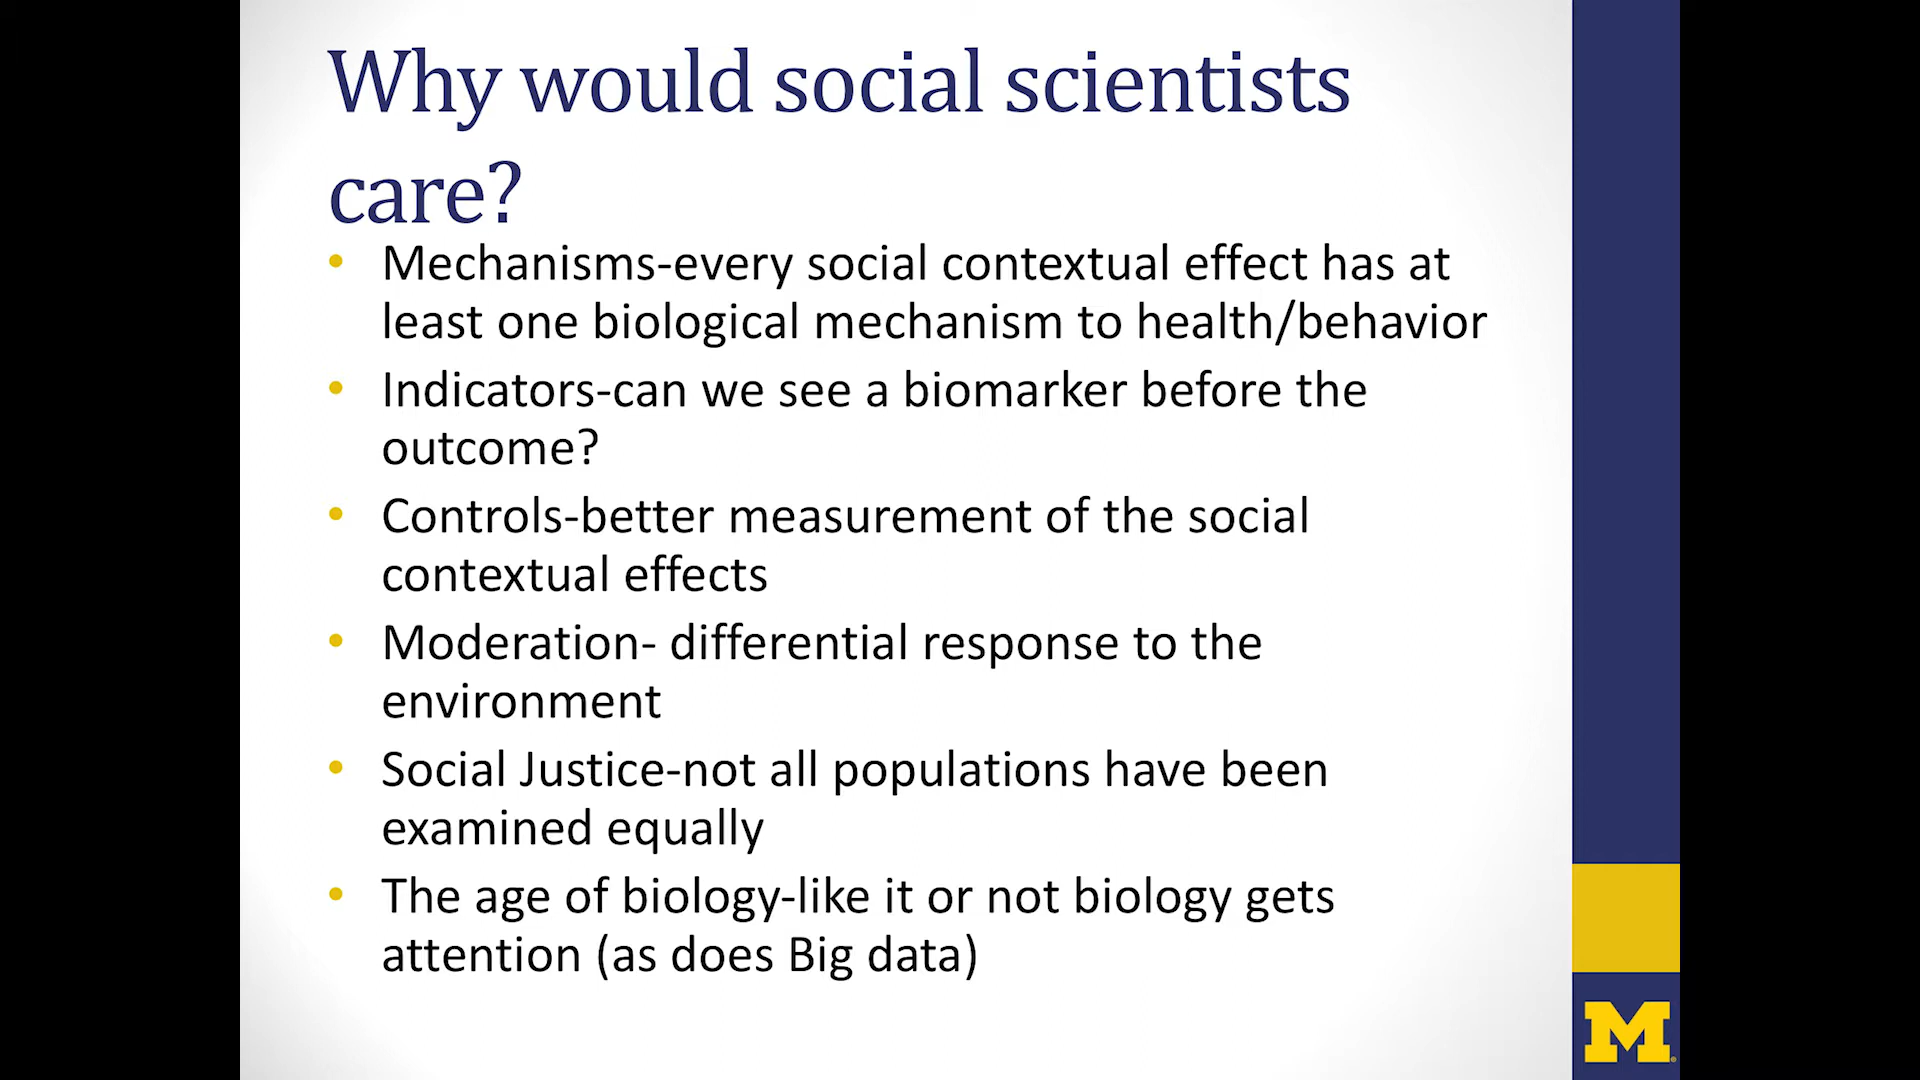 Why would social scientists
care?
• Mechanisms-every social contextual effect has at
least one biological mechanism to health/behavior
• Indicators-can we see a biomarker before the
outcome?
• Controls-better measurement of the social
contextual effects
• Moderation- differential response to the
environment
• Social Justice-not all populations have been
examined equally
• The age of biology-like it or not biology gets
attention (as does Big data)
M